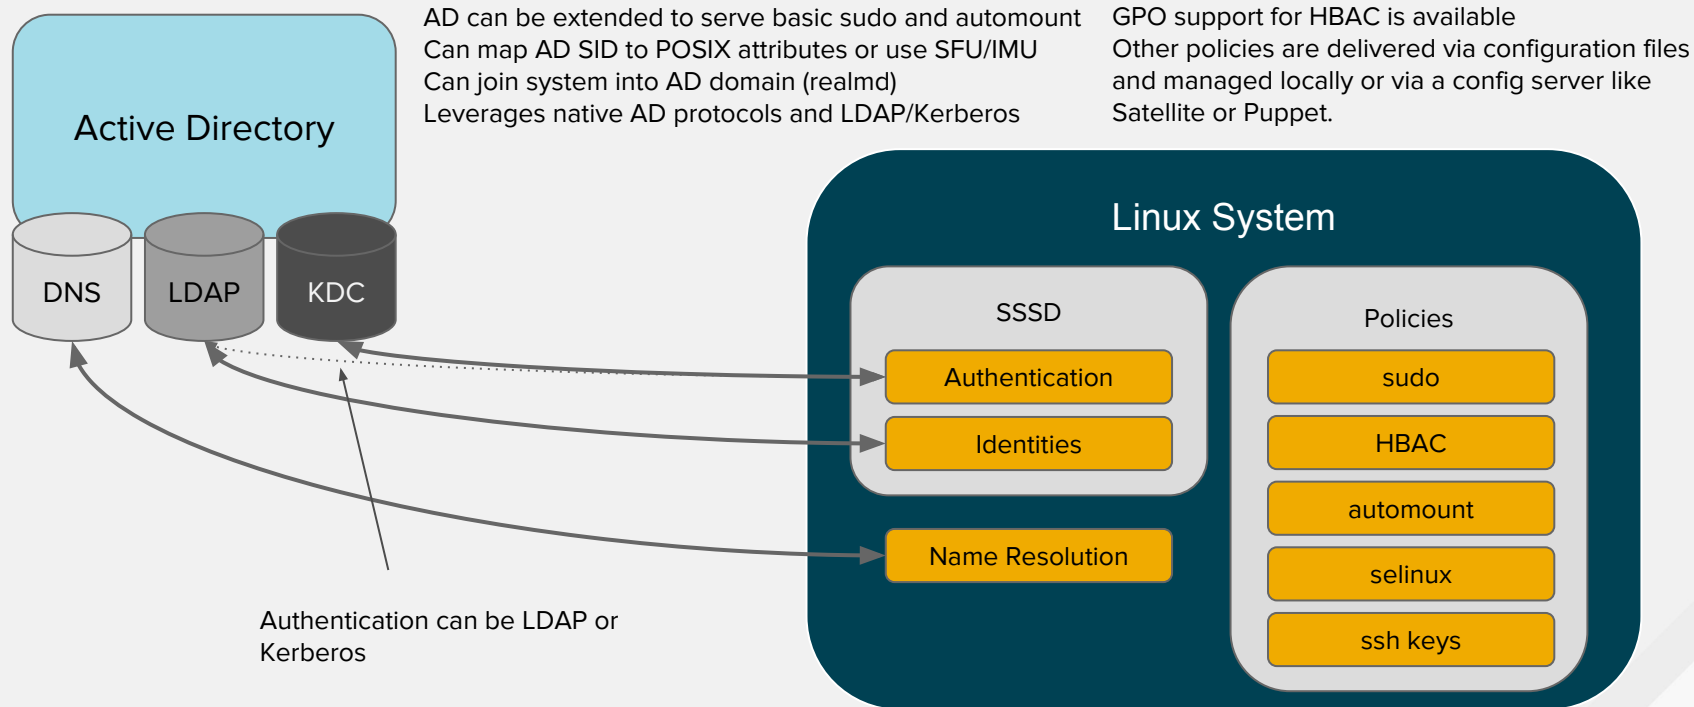 AD can be extended to serve basic sudo and automount
Can map AD SID to POSIX attributes or use SFU/IMU
Can join system into AD domain (realmd)
Leverages native AD protocols and LDAP/Kerberos
GPO support for HBAC is available
Other policies are delivered via configuration files
and managed locally or via a config server like
Satellite or Puppet.
Active Directory
DNS
LDAP
KDC
Linux System
SSSD
Authentication
Identities
Name Resolution
Policies
sudo
HBAC
automount
selinux
ssh keys
Authentication can be LDAP or
Kerberos